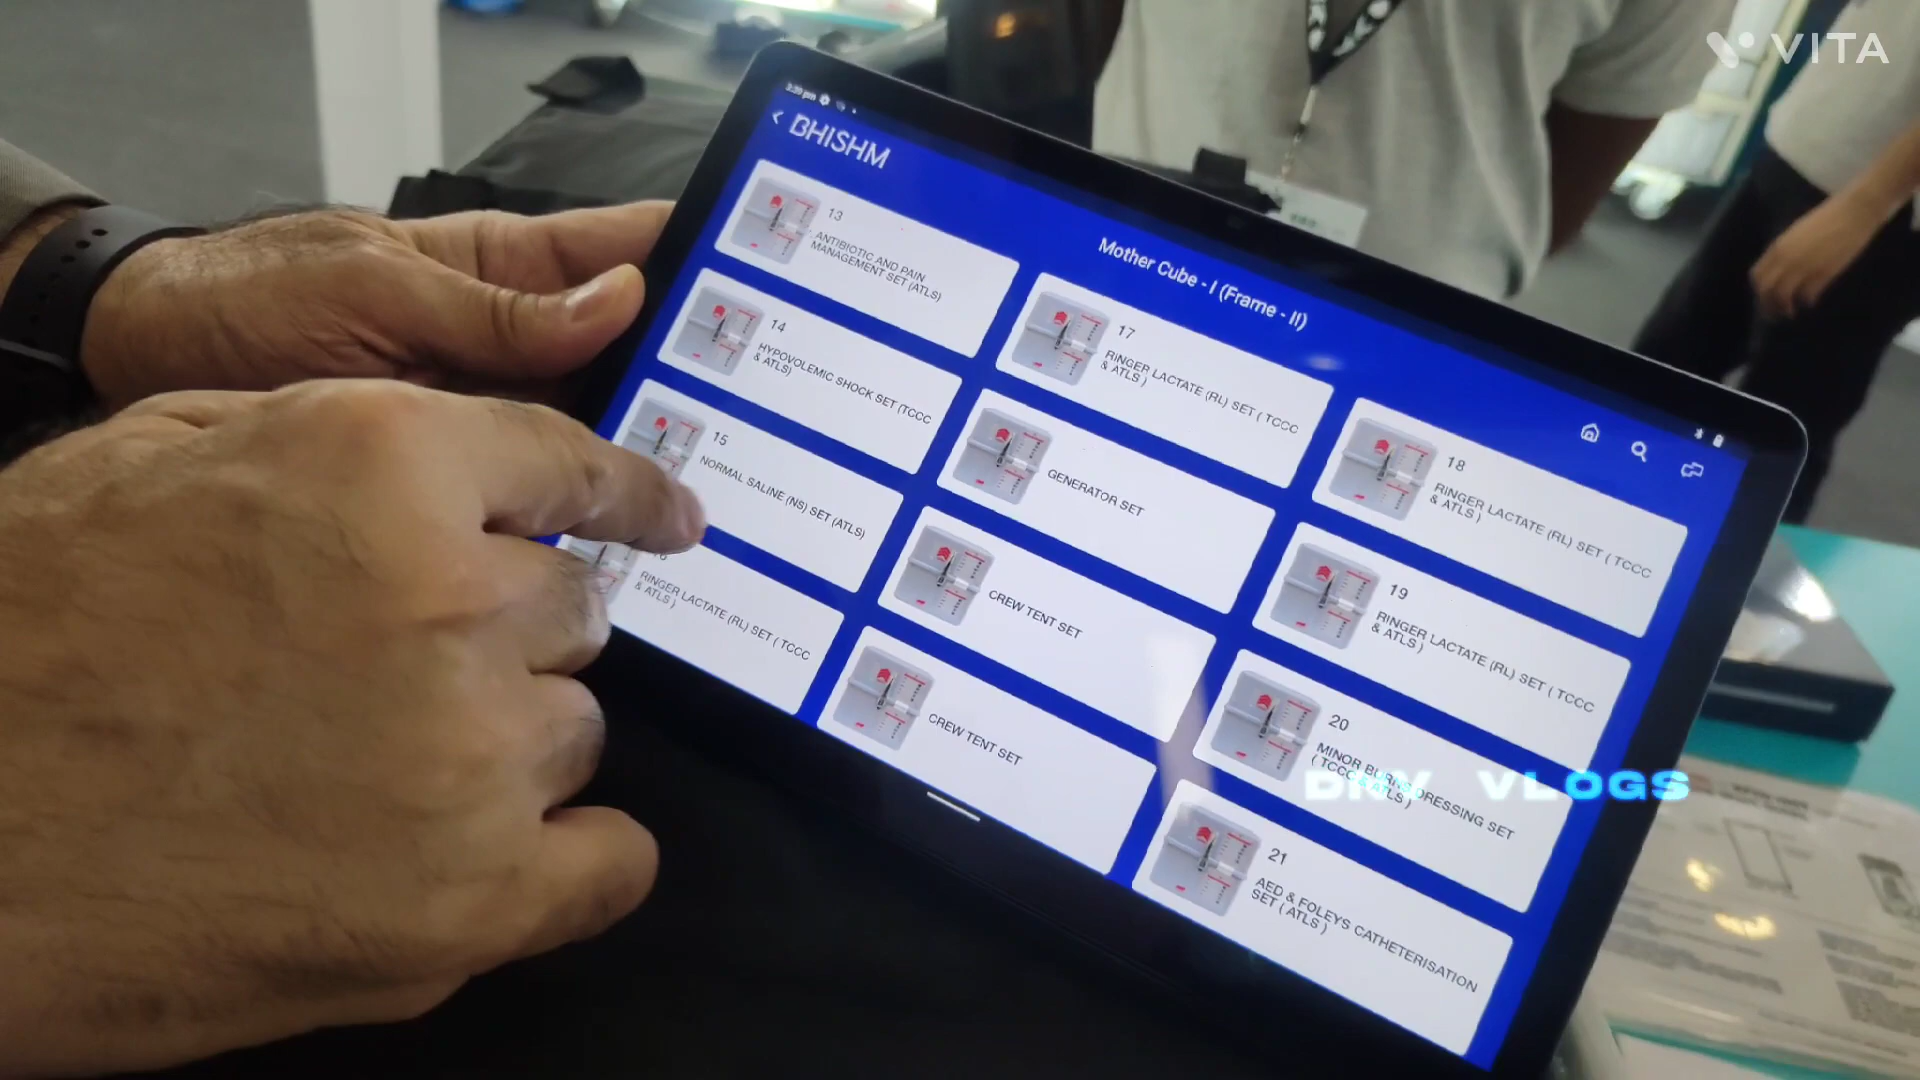 VITA
3:39 pm
BHISHM
Mother Cube - I (Frame - II)
13
ANTIBIOTIC AND PAIN
MANAGEMENT SET (ATLS)
14
HYPOVOLEMIC SHOCK SET (TCCC
& ATLS)
15
NORMAL SALINE (NS) SET (ATLS)
RINGER LACTATE (RL) SET ( TCCC
& ATLS )
17
RINGER LACTATE (RL) SET ( TCCC
& ATLS )
GENERATOR SET
CREW TENT SET
CREW TENT SET
18
RINGER LACTATE (RL) SET ( TCCC
& ATLS )
19
RINGER LACTATE (RL) SET ( TCCC
& ATLS )
20
MINOR BURNS DRESSING SET
( TCCC & ATLS )
21
AED & FOLEYS CATHETERISATION
SET ( ATLS )
VLOGS